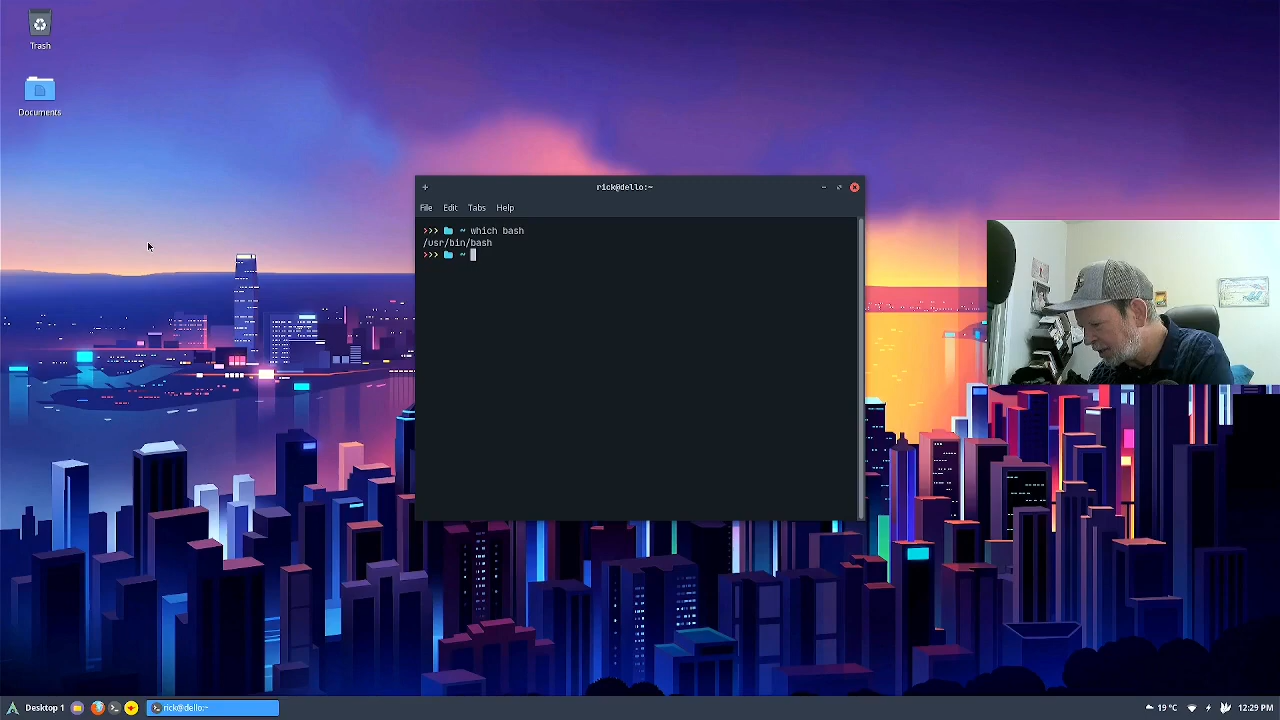 Trash
Documents
rick@dello:~
File Edit Tabs Help
>>> ~ which bash
/usr/bin/bash
>>> ~
Desktop 1
rick@dello:~
19°C
12:29 PM